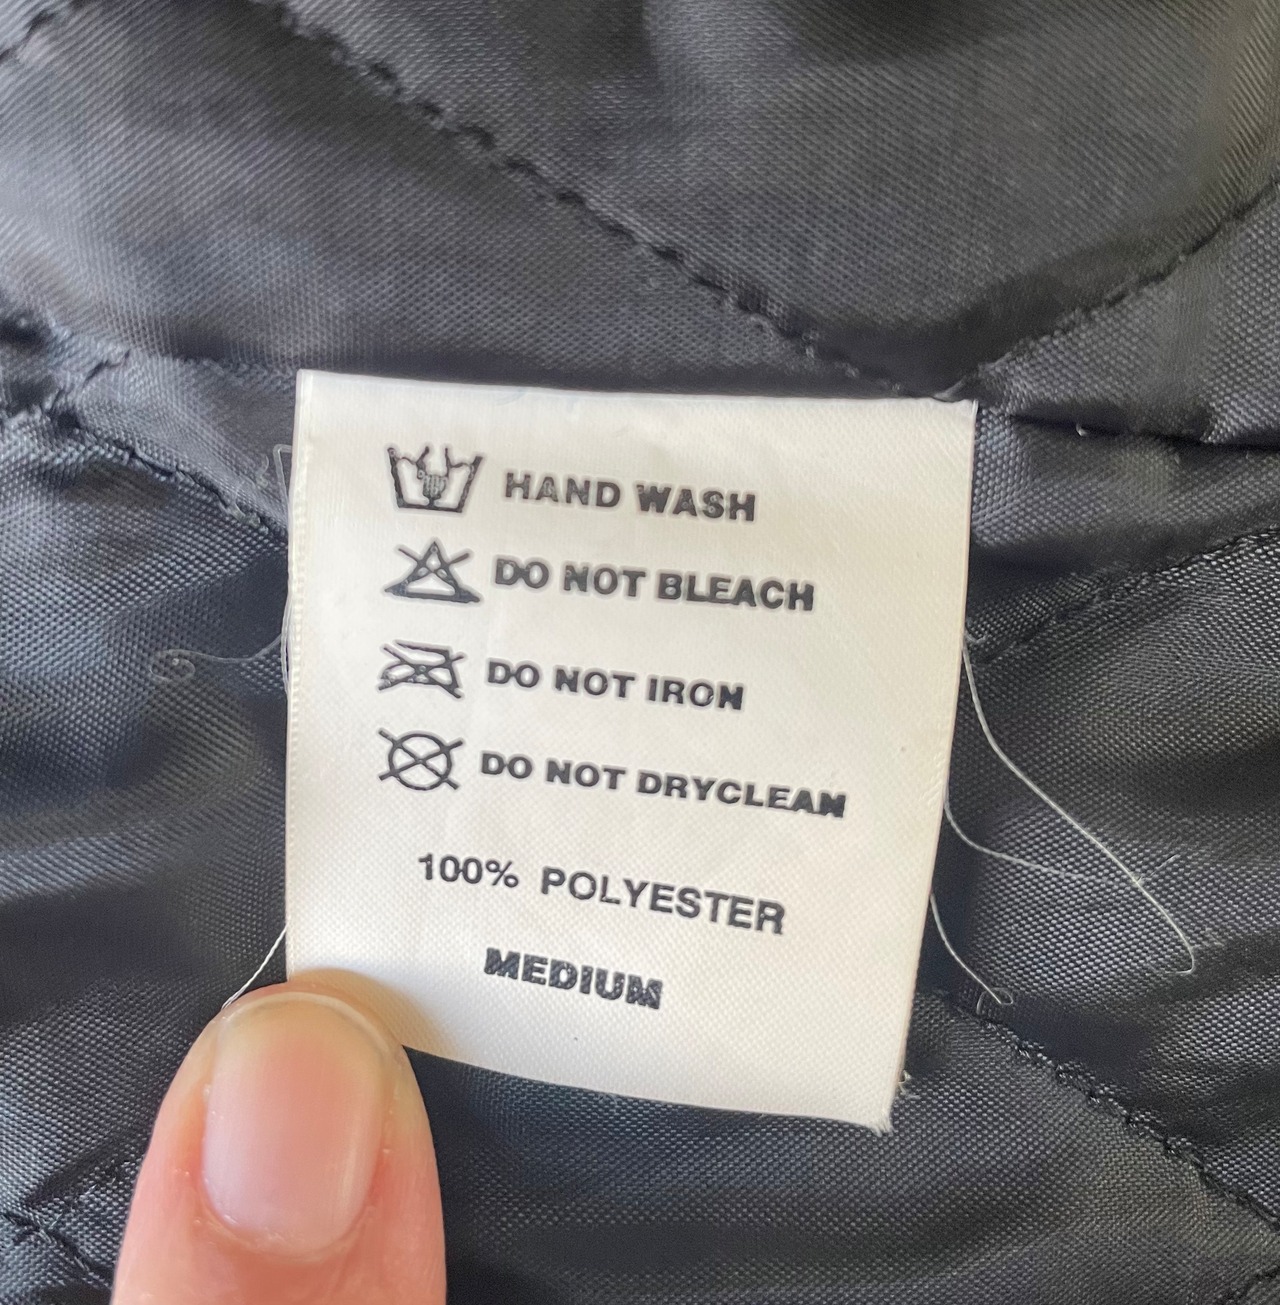 HAND WASH
DO NOT BLEACH
DO NOT IRON
DO NOT DRYCLEAN
100% POLYESTER
MEDIUM